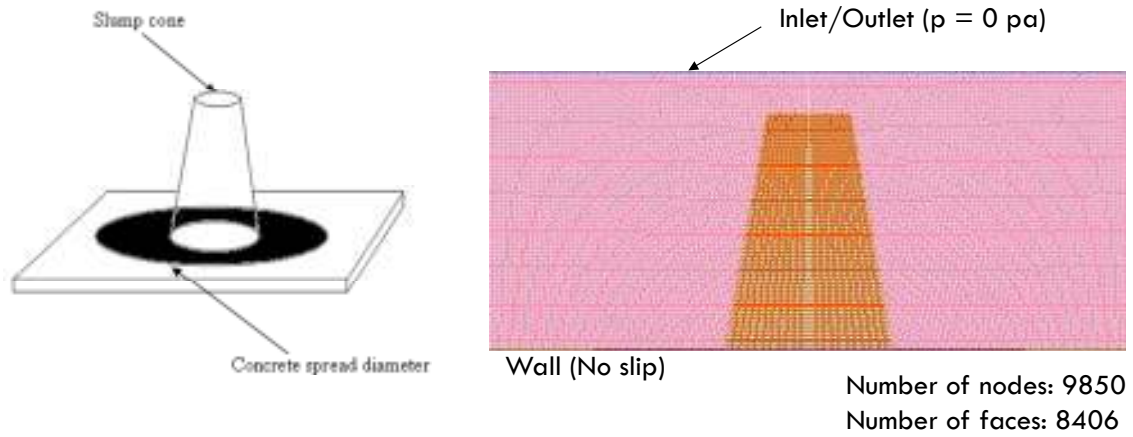 Slump cone
Concrete spread diameter
Inlet/Outlet (p = 0 pa)
Wall (No slip)
Number of nodes: 9850
Number of faces: 8406